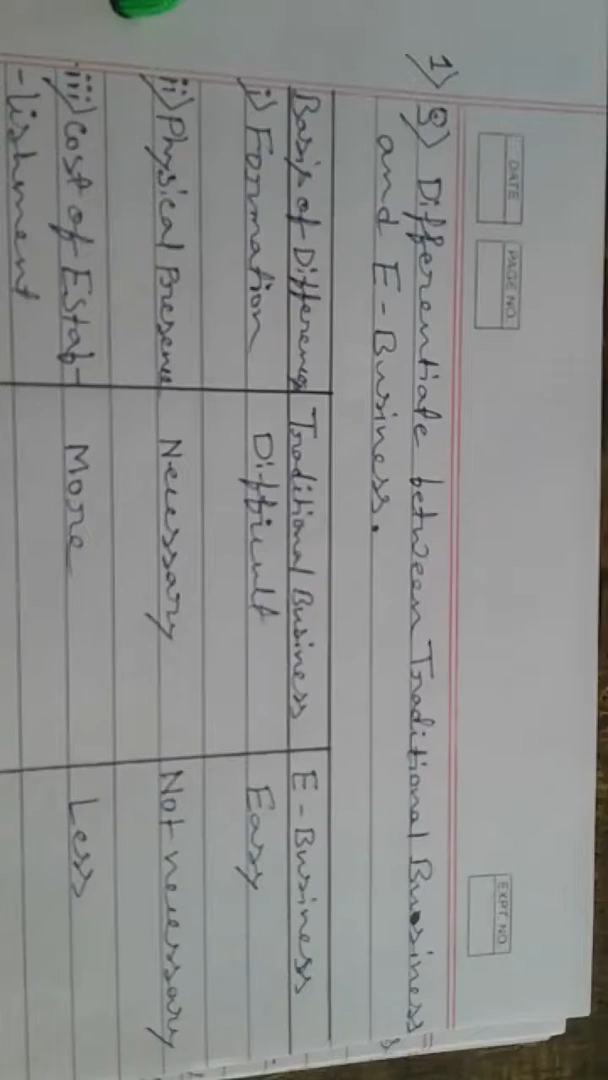 DATE
PAGE NO.
EXPT. NO.
1) Q) Differentiate between Traditional Business
and E-Business.
Basis of Difference Traditional Business E-Business
i) Formation Difficult Easy
ii) Physical Presence Necessary Not necessary
iii) Cost of Estab- More Less
-lishment